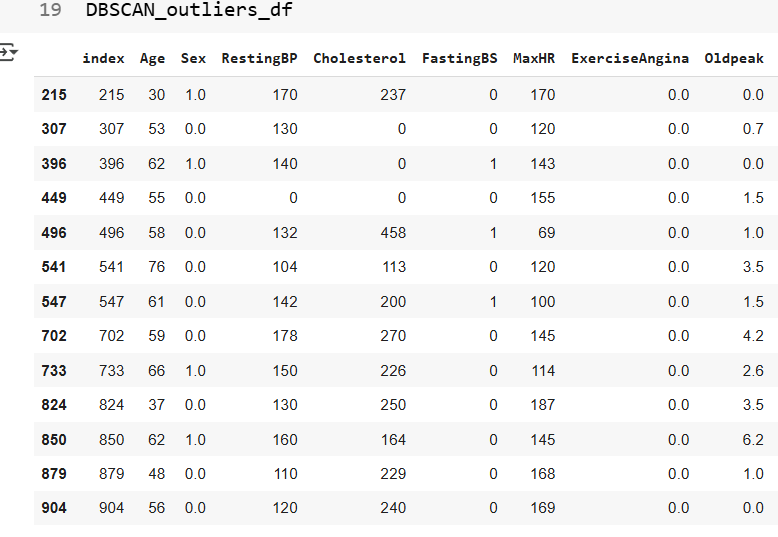 19 DBSCAN_outliers_df
index Age Sex RestingBP Cholesterol FastingBS MaxHR ExerciseAngina Oldpeak
215 215 30 1.0 170 237 0 170 0.0 0.0
307 307 53 0.0 130 0 0 120 0.0 0.7
396 396 62 1.0 140 0 1 143 0.0 0.0
449 449 55 0.0 0 0 0 155 0.0 1.5
496 496 58 0.0 132 458 1 69 0.0 1.0
541 541 76 0.0 104 113 0 120 0.0 3.5
547 547 61 0.0 142 200 1 100 0.0 1.5
702 702 59 0.0 178 270 0 145 0.0 4.2
733 733 66 1.0 150 226 0 114 0.0 2.6
824 824 37 0.0 130 250 0 187 0.0 3.5
850 850 62 1.0 160 164 0 145 0.0 6.2
879 879 48 0.0 110 229 0 168 0.0 1.0
904 904 56 0.0 120 240 0 169 0.0 0.0